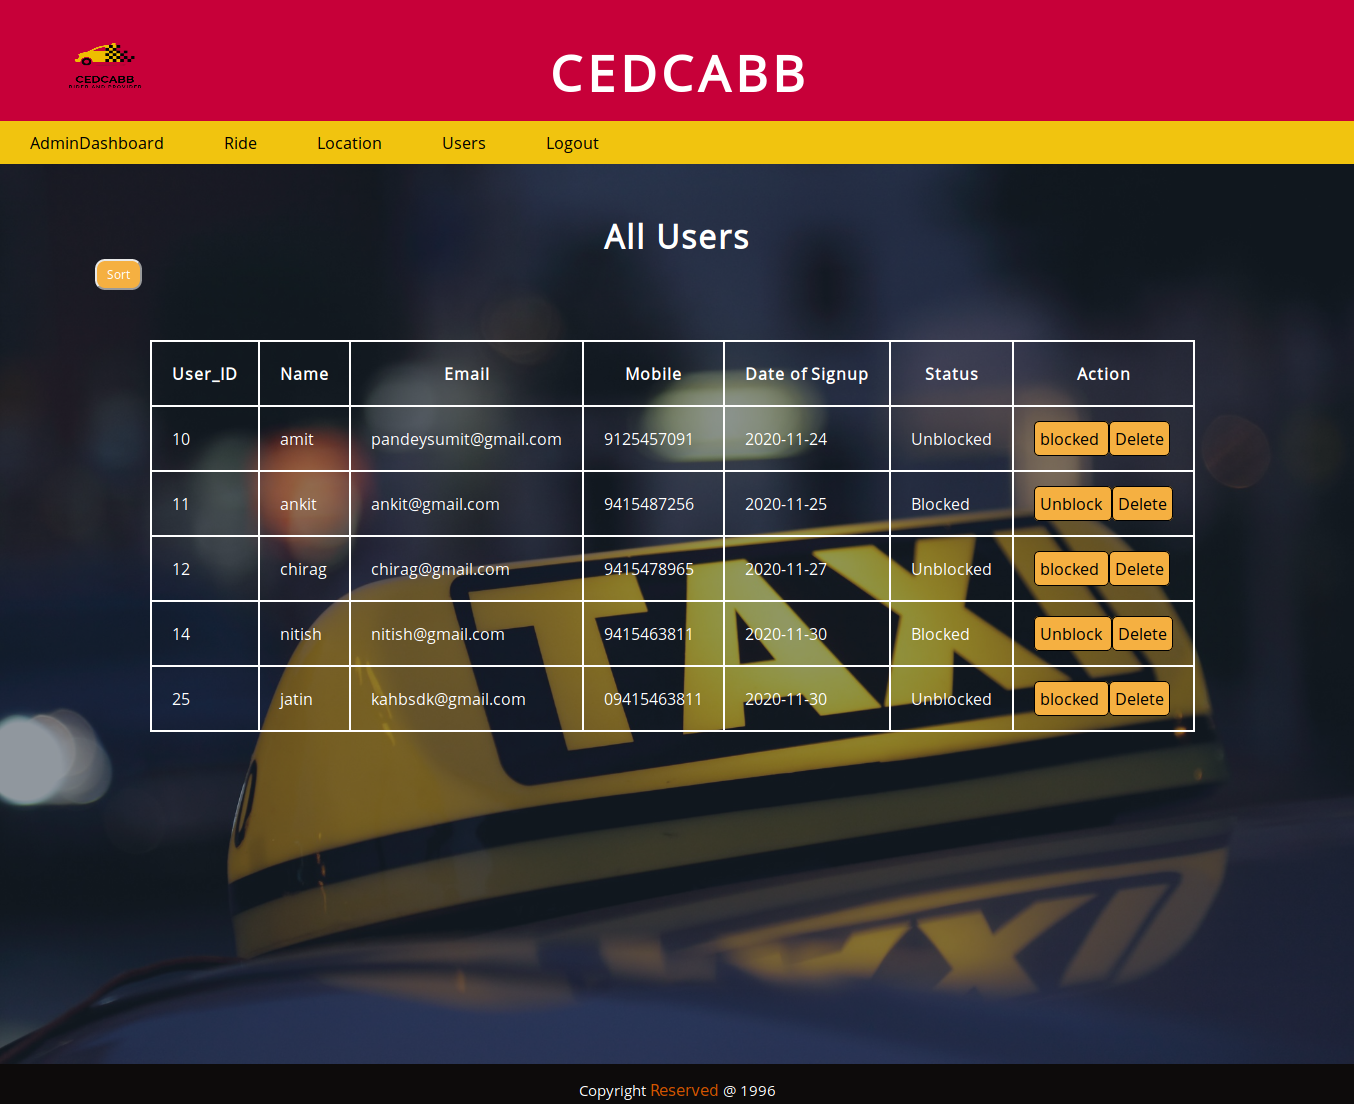 CEDCABB
RIDES AND PROVIDER
CEDCABB
AdminDashboard Ride Location Users Logout
All Users
Sort
User_ID Name Email Mobile Date of Signup Status Action
10 amit pandeysumit@gmail.com 9125457091 2020-11-24 Unblocked blocked Delete
11 ankit ankit@gmail.com 9415487256 2020-11-25 Blocked Unblock Delete
12 chirag chirag@gmail.com 9415478965 2020-11-27 Unblocked blocked Delete
14 nitish nitish@gmail.com 9415463811 2020-11-30 Blocked Unblock Delete
25 jatin kahbsdk@gmail.com 09415463811 2020-11-30 Unblocked blocked Delete
TAXI
Copyright Reserved @ 1996